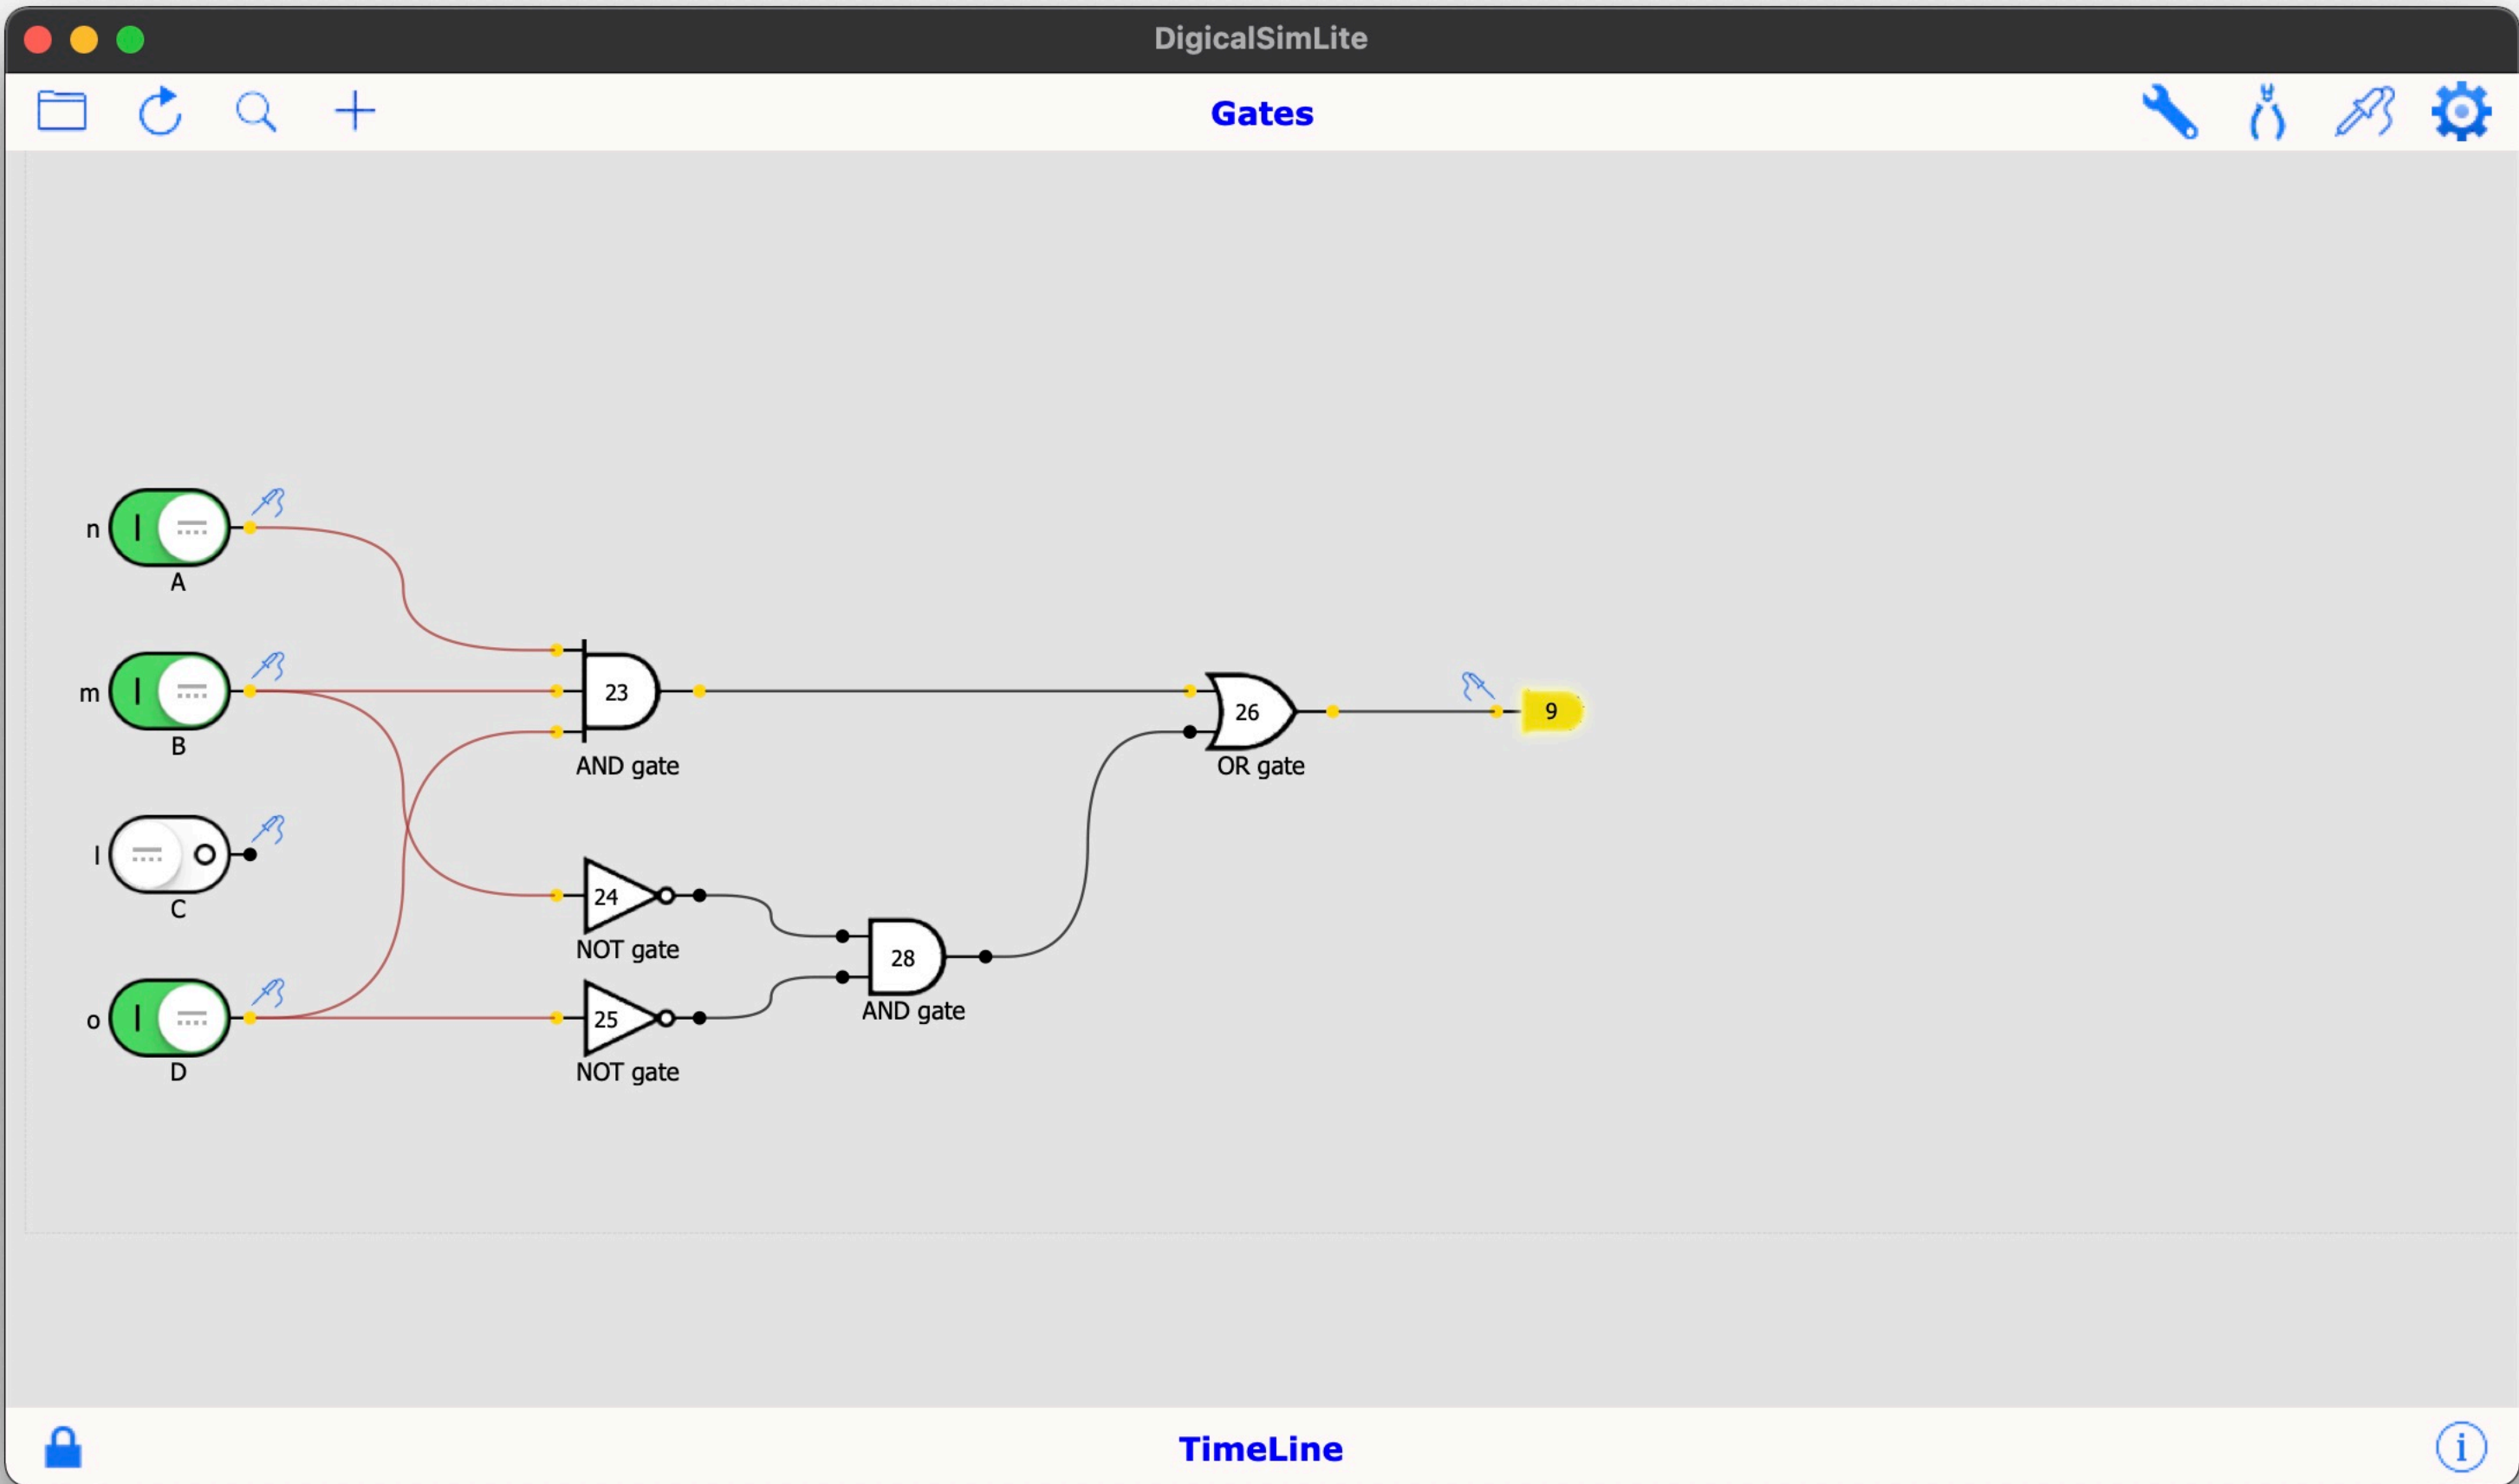 DigicalSimLite
Gates
n
A
m
B
23
AND gate
26
OR gate
9
l
C
24
NOT gate
28
AND gate
o
D
25
NOT gate
TimeLine
i